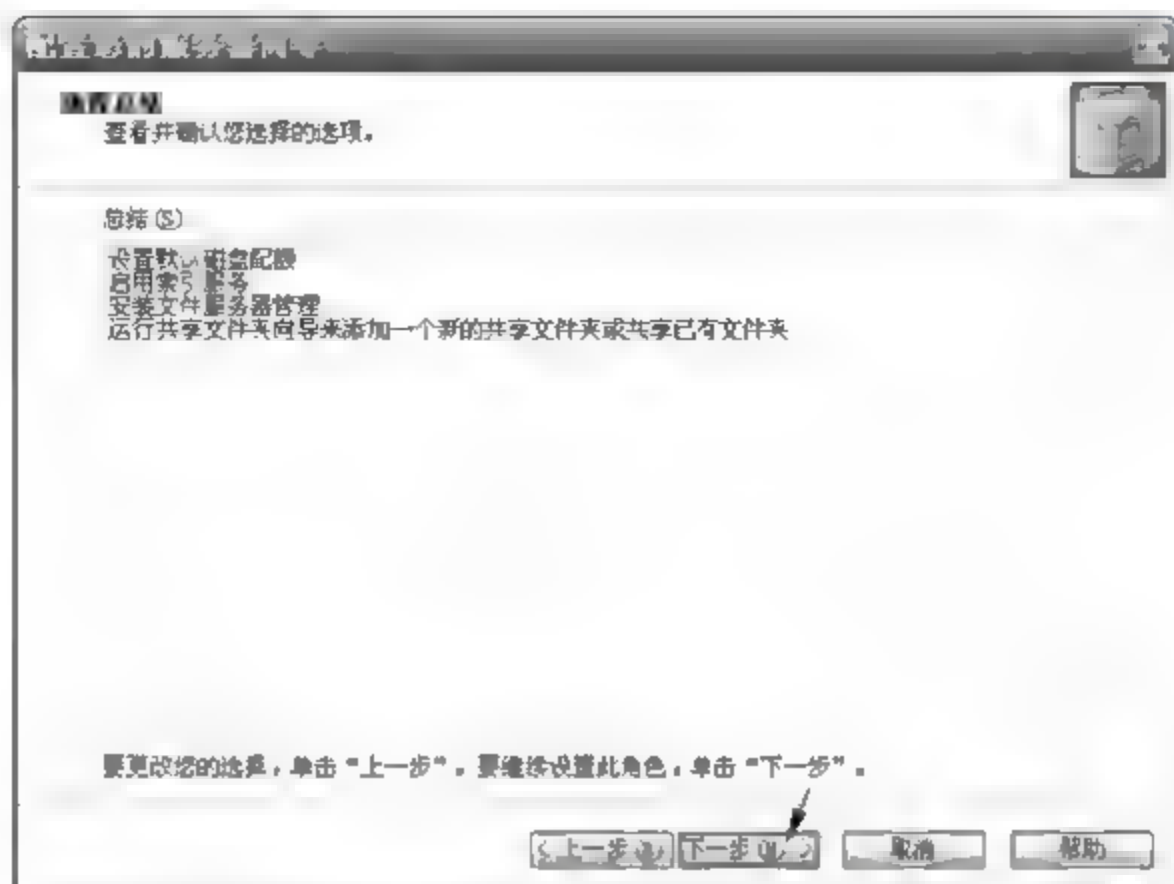 选择总结
查看并确认您选择的选项。
总结(S)
设置默认磁盘配额
启用索引服务
安装文件服务器管理
运行共享文件夹向导来添加一个新的共享文件夹或共享已有文件夹
要更改您的选择,单击“上一步”。要继续设置此角色,单击“下一步”。
<上一步(B) 下一步(N)> 取消 帮助